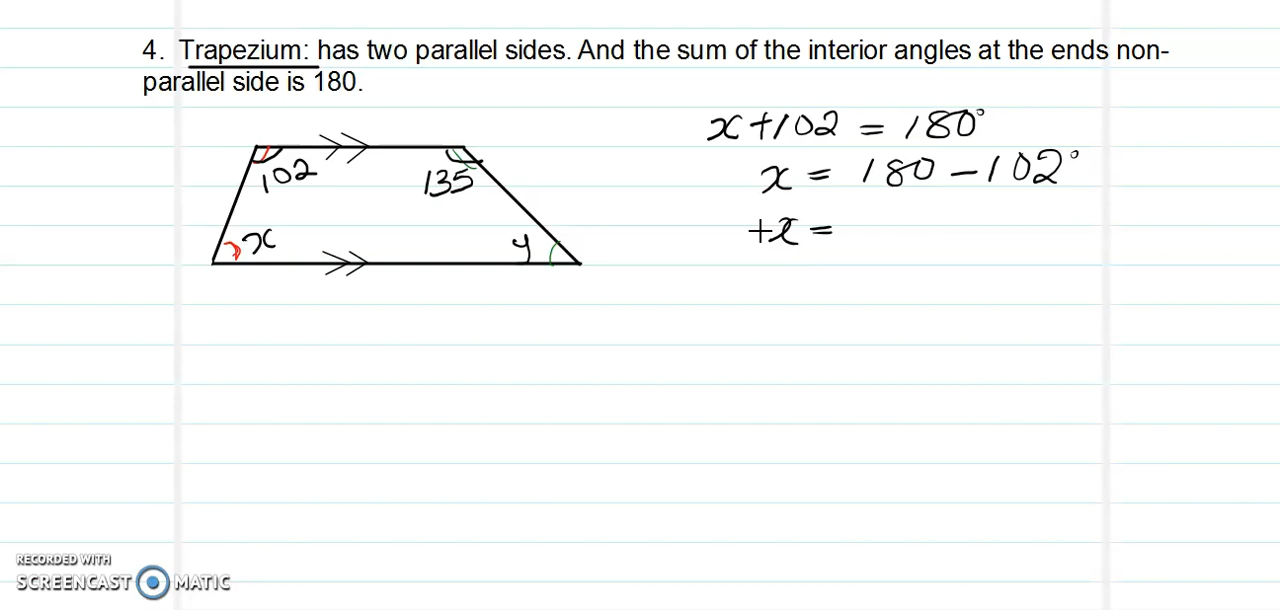 4. Trapezium: has two parallel sides. And the sum of the interior angles at the ends non-
parallel side is 180.
x + 102 = 180°
x = 180 - 102°
+x =
102
135
x
y
RECORDED WITH
SCREENCAST MATIC